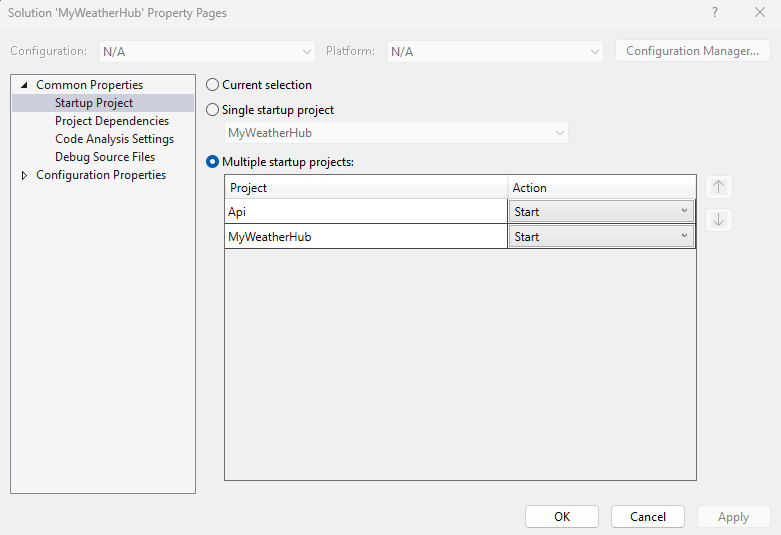 Solution 'MyWeatherHub' Property Pages ? ×
Configuration: N/A Platform: N/A Configuration Manager...
Common Properties
Startup Project
Project Dependencies
Code Analysis Settings
Debug Source Files
Configuration Properties
Current selection
Single startup project
MyWeatherHub
Multiple startup projects:
Project Action
Api Start
MyWeatherHub Start
OK Cancel Apply